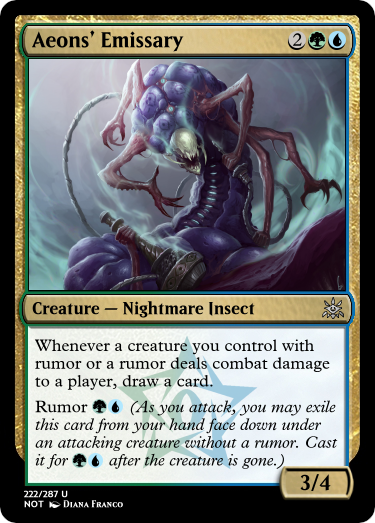 Aeons' Emissary 2
Creature — Nightmare Insect
Whenever a creature you control with
rumor or a rumor deals combat damage
to a player, draw a card.
Rumor (As you attack, you may exile
this card from your hand face down under
an attacking creature without a rumor. Cast
it for after the creature is gone.)
3/4
222/287 U
NOT Diana Franco